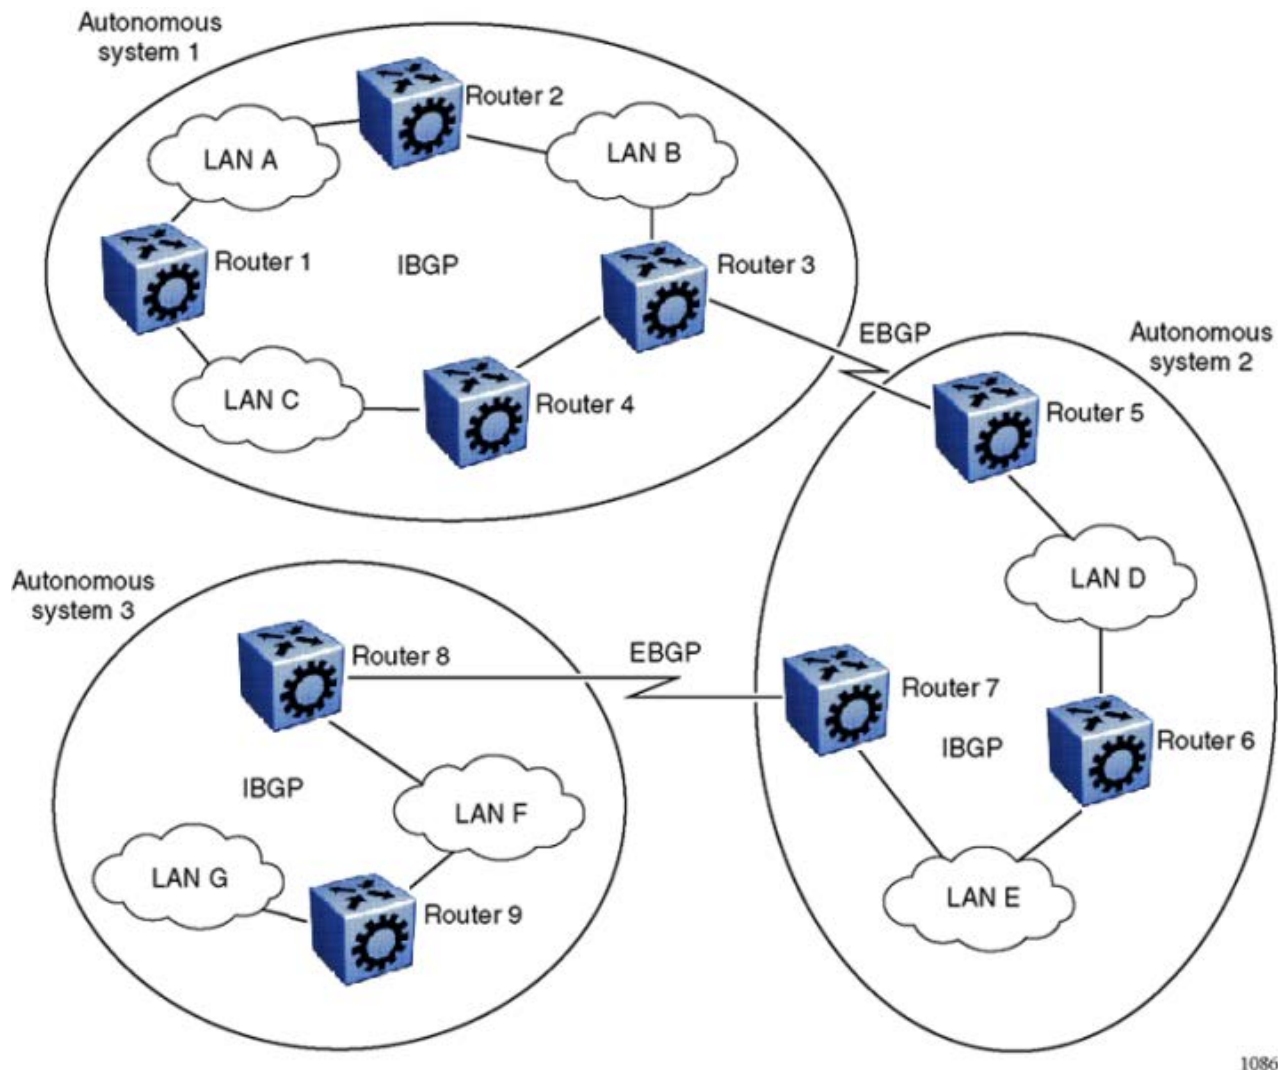 Autonomous
system 1
Router 2
LAN A
LAN B
Router 1
IBGP
Router 3
EBGP
Autonomous
system 2
LAN C
Router 4
Router 5
LAN D
Autonomous
system 3
Router 8
EBGP
Router 7
IBGP
Router 6
IBGP
LAN F
LAN G
Router 9
LAN E
1086